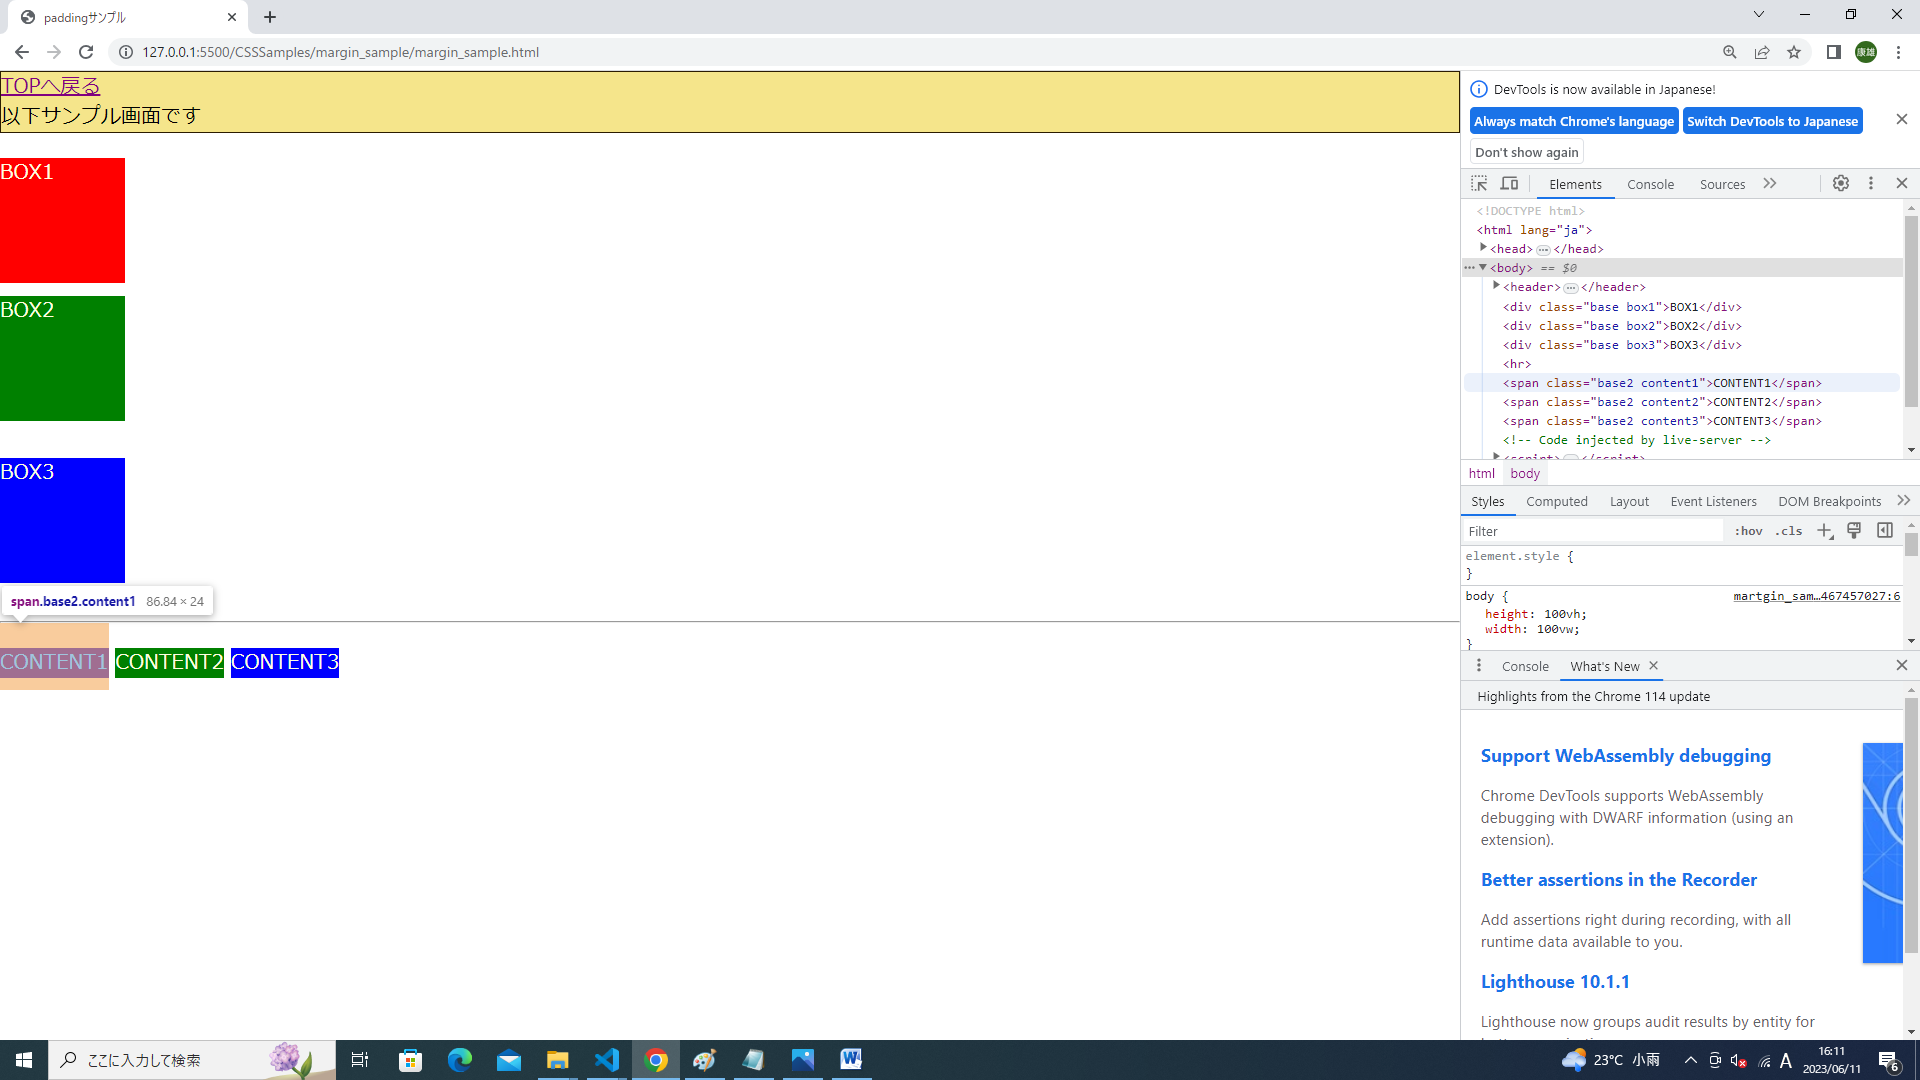 paddingサンプル
127.0.0.1:5500/CSSSamples/margin_sample/margin_sample.html
康雄
TOPへ戻る
以下サンプル画面です
BOX1
BOX2
BOX3
span.base2.content1 86.84 × 24
CONTENT1 CONTENT2 CONTENT3
DevTools is now available in Japanese!
Always match Chrome's language Switch DevTools to Japanese
Don't show again
Elements Console Sources
<!DOCTYPE html>
<html lang="ja">
<head> … </head>
<body> == $0
<header> … </header>
<div class="base box1">BOX1</div>
<div class="base box2">BOX2</div>
<div class="base box3">BOX3</div>
<hr>
<span class="base2 content1">CONTENT1</span>
<span class="base2 content2">CONTENT2</span>
<span class="base2 content3">CONTENT3</span>
<!-- Code injected by live-server -->
<script> … </script>
html body
Styles Computed Layout Event Listeners DOM Breakpoints
Filter :hov .cls
element.style {
}
body { martgin_sam…467457027:6
height: 100vh;
width: 100vw;
}
Console What's New
Highlights from the Chrome 114 update
Support WebAssembly debugging
Chrome DevTools supports WebAssembly
debugging with DWARF information (using an
extension).
Better assertions in the Recorder
Add assertions right during recording, with all
runtime data available to you.
Lighthouse 10.1.1
Lighthouse now groups audit results by entity for
ここに入力して検索
23°C 小雨
A
16:11
2023/06/11
6